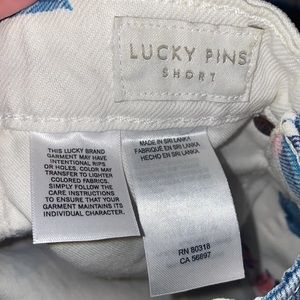 LUCKY PINS
SHORT
THIS LUCKY BRAND
GARMENT MAY HAVE
INTENTIONAL RIPS
OR HOLES. COLOR MAY
TRANSFER TO LIGHTER
COLORED FABRICS.
SIMPLY FOLLOW THE
CARE INSTRUCTIONS
TO ENSURE THAT YOUR
GARMENT MAINTAINS ITS
INDIVIDUAL CHARACTER.
MADE IN SRI LANKA
FABRIQUÉ EN SRI LANKA
HECHO EN SRI LANKA
RN 80318
CA 56897